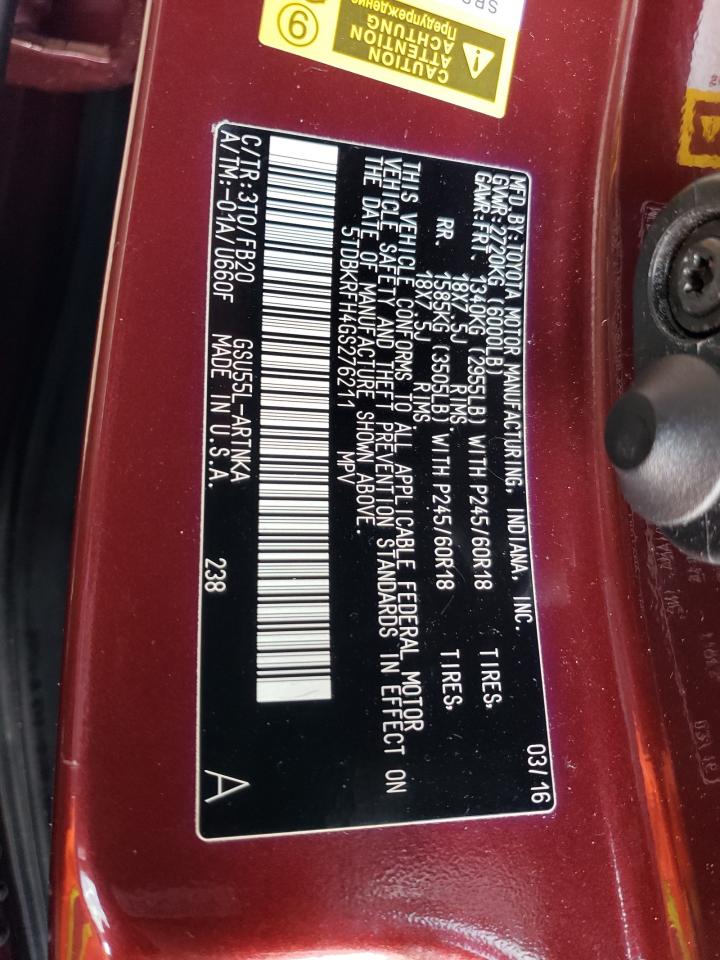 CAUTION
ATTENTION
ACHTUNG
Предупреждение
MFD.BY:TOYOTA MOTOR MANUFACTURING, INDIANA, INC. 03/16
GVWR:2720KG (6000LB)
GAWR:FRT. 1340KG (2955LB) WITH P245/60R18 TIRES,
18X7.5J RIMS.
RR. 1585KG (3505LB) WITH P245/60R18 TIRES,
18X7.5J RIMS.
THIS VEHICLE CONFORMS TO ALL APPLICABLE FEDERAL MOTOR
VEHICLE SAFETY AND THEFT PREVENTION STANDARDS IN EFFECT ON
THE DATE OF MANUFACTURE SHOWN ABOVE.
5TDBKRFH4GS276211 MPV
C/TR:3T0/FB20 GSU55L-ARTNKA 238 A
A/TM:-01A/U660F MADE IN U.S.A.